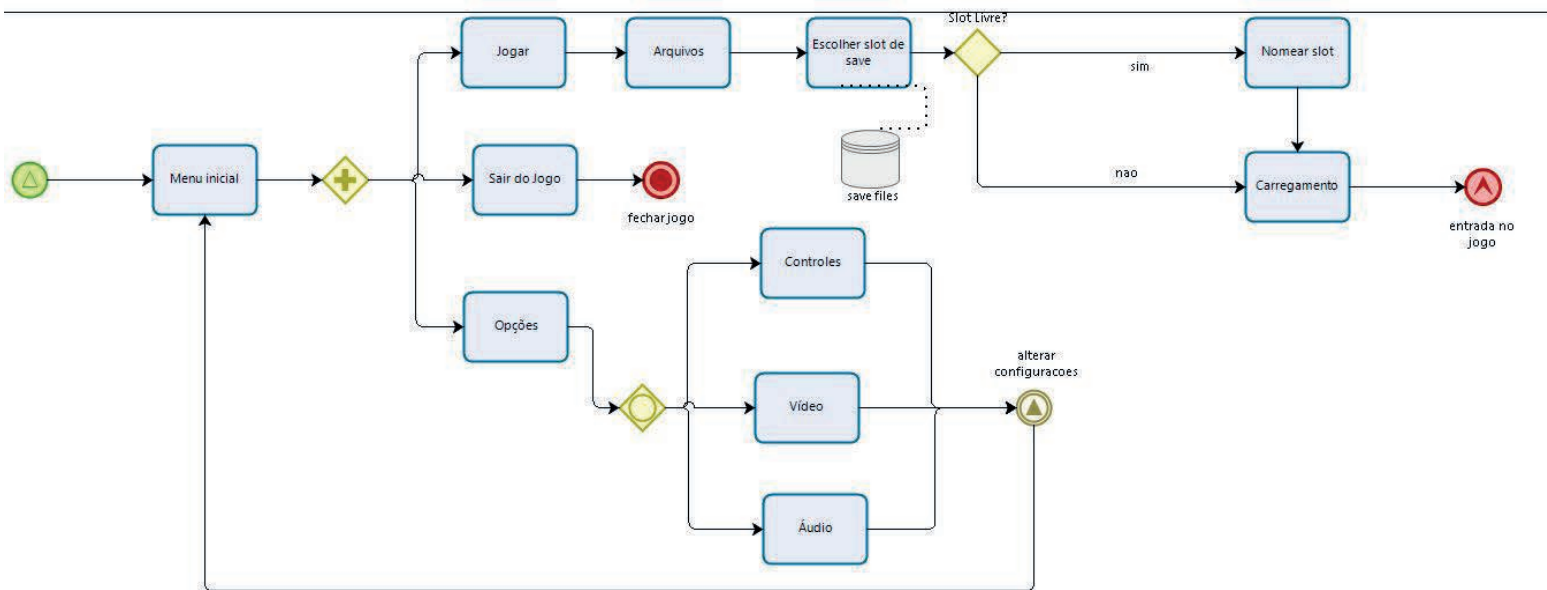 Slot Livre?
Jogar
Arquivos
Escolher slot de
save
sim
Nomear slot
Menu inicial
Sair do Jogo
fechar jogo
save files
nao
Carregamento
entrada no
jogo
Controles
Opções
alterar
configuracoes
Vídeo
Áudio